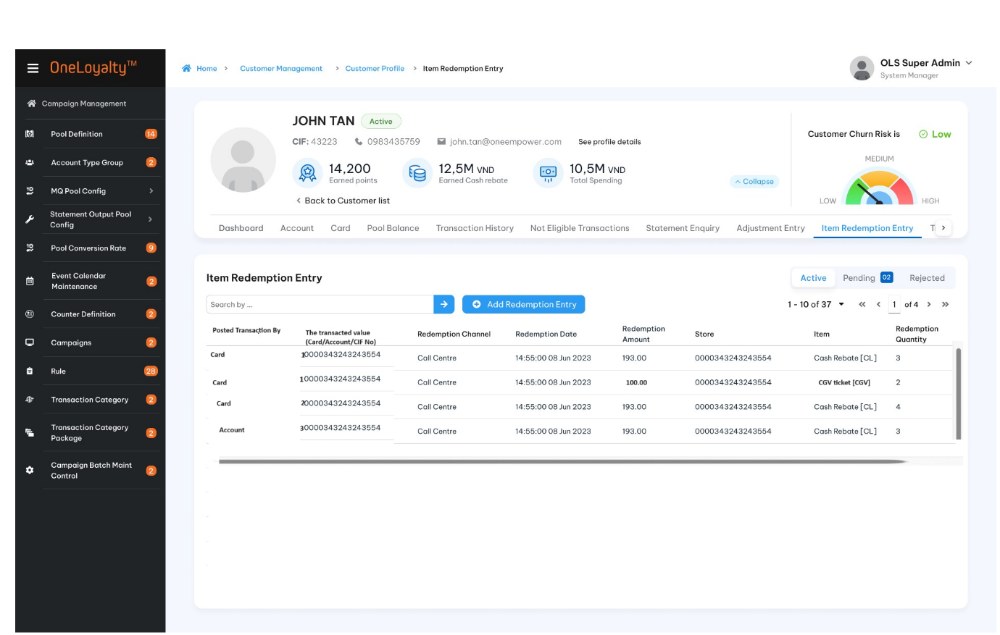 OneLoyalty™
Home > Customer Management > Customer Profile > Item Redemption Entry
OLS Super Admin
System Manager
Campaign Management
Pool Definition 14
Account Type Group 2
MQ Pool Config >
Statement Output Pool
Config >
Pool Conversion Rate 9
Event Calendar
Maintenance 2
Counter Definition 2
Campaigns 2
Rule 28
Transaction Category 2
Transaction Category
Package 2
Campaign Batch Maint
Control 2
JOHN TAN Active
CIF: 43223 0983435759 john.tan@oneempower.com See profile details
14,200
Earned points
12,5M VND
Earned Cash rebate
10,5M VND
Total Spending
Collapse
< Back to Customer list
Customer Churn Risk is Low
MEDIUM
LOW HIGH
Dashboard Account Card Pool Balance Transaction History Not Eligible Transactions Statement Enquiry Adjustment Entry Item Redemption Entry T >
Item Redemption Entry
Active Pending 02 Rejected
Search by ... Add Redemption Entry
1 - 10 of 37 « < 1 of 4 > »
Posted Transaction By
The transacted value
(Card/Account/CIF No)
Redemption Channel
Redemption Date
Redemption
Amount
Store
Item
Redemption
Quantity
Card 10000343243243554 Call Centre 14:55:00 08 Jun 2023 193.00 0000343243243554 Cash Rebate [CL] 3
Card 10000343243243554 Call Centre 14:55:00 08 Jun 2023 100.00 0000343243243554 CGV ticket [CGV] 2
Card 20000343243243554 Call Centre 14:55:00 08 Jun 2023 193.00 0000343243243554 Cash Rebate [CL] 4
Account 30000343243243554 Call Centre 14:55:00 08 Jun 2023 193.00 0000343243243554 Cash Rebate [CL] 3